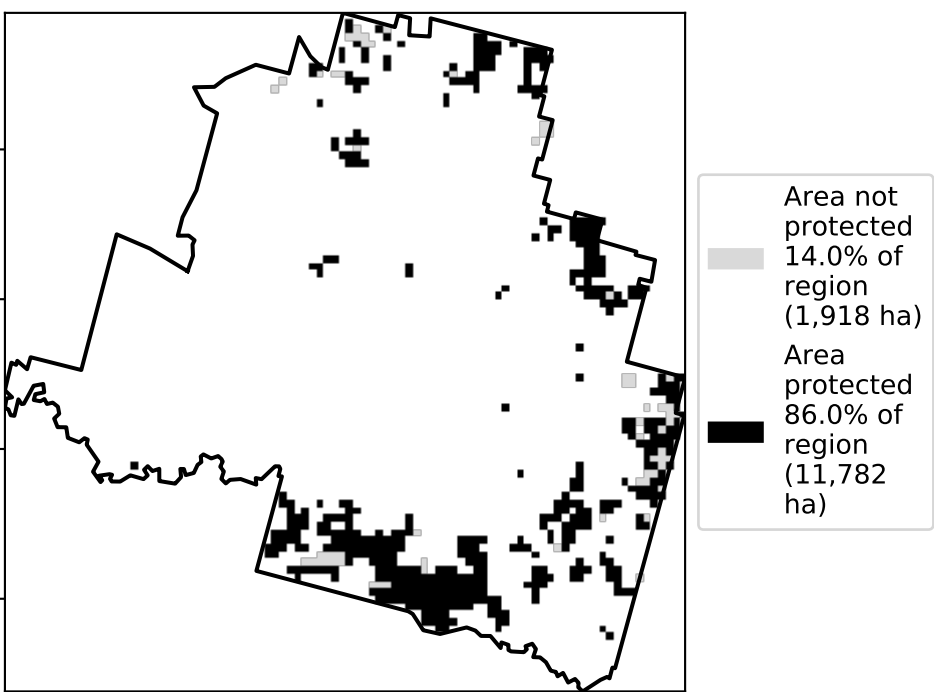 Area not
protected
14.0% of
region
(1,918 ha)
Area
protected
86.0% of
region
(11,782
ha)